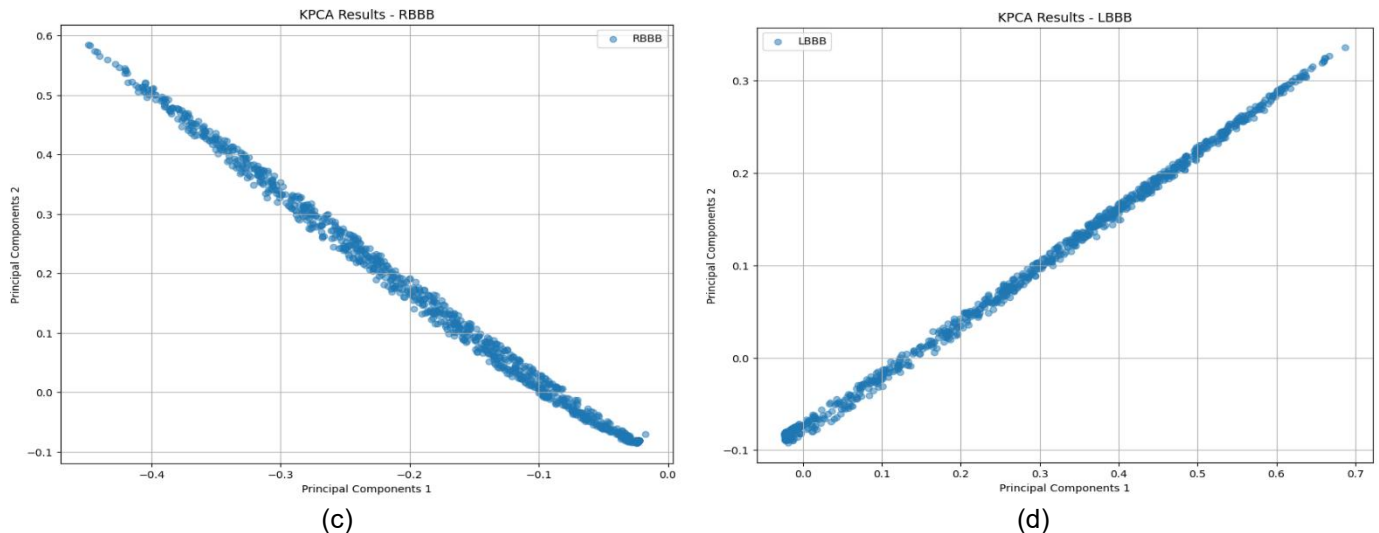 KPCA Results - RBBB
RBBB
0.6
0.5
0.4
0.3
0.2
0.1
0.0
−0.1
Principal Components 2
−0.4
−0.3
−0.2
−0.1
0.0
Principal Components 1
(c)
KPCA Results - LBBB
LBBB
0.3
0.2
0.1
0.0
−0.1
Principal Components 2
0.0
0.1
0.2
0.3
0.4
0.5
0.6
0.7
Principal Components 1
(d)